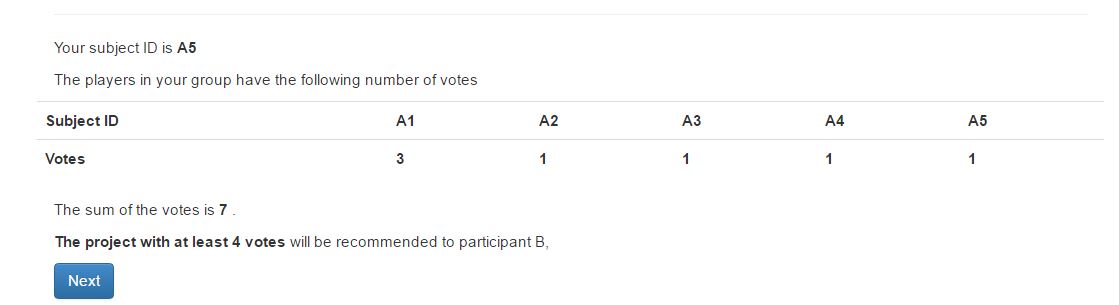 Your subject ID is A5
The players in your group have the following number of votes
Subject ID A1 A2 A3 A4 A5
Votes 3 1 1 1 1
The sum of the votes is 7 .
The project with at least 4 votes will be recommended to participant B,
Next